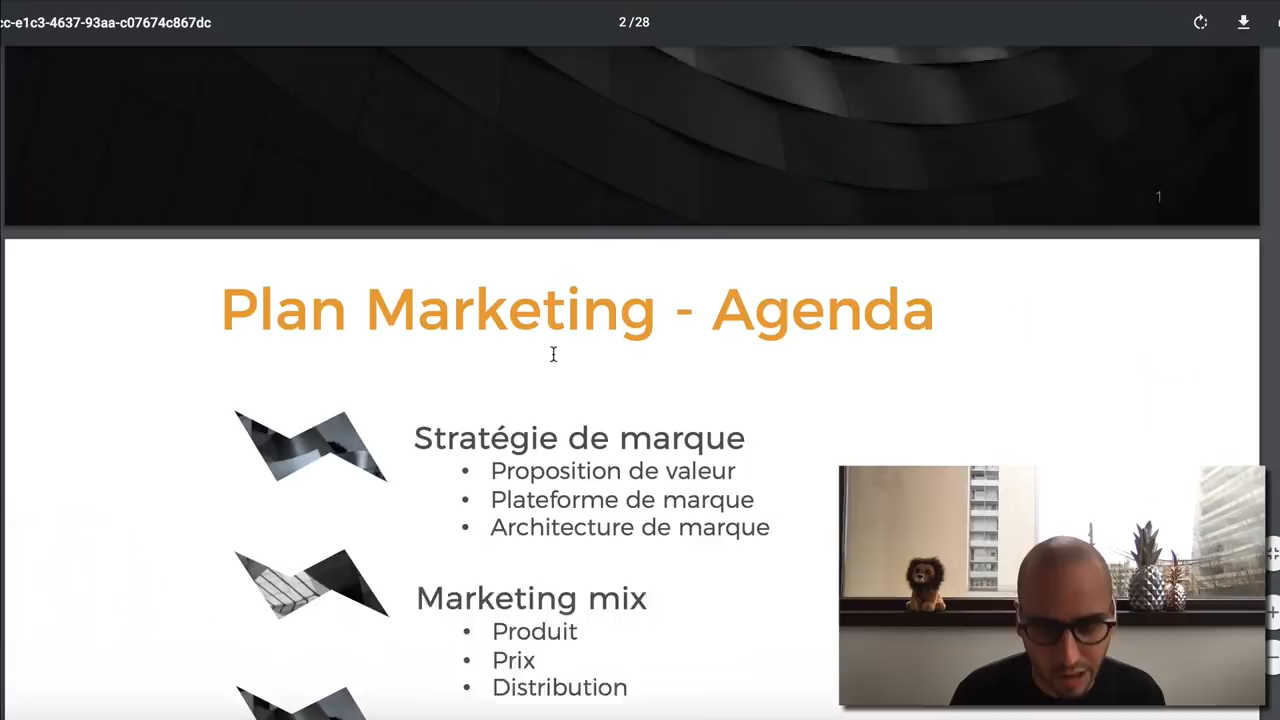 cc-e1c3-4637-93aa-c07674c867dc
2 / 28
1
Plan Marketing - Agenda
Stratégie de marque
• Proposition de valeur
• Plateforme de marque
• Architecture de marque
Marketing mix
• Produit
• Prix
• Distribution